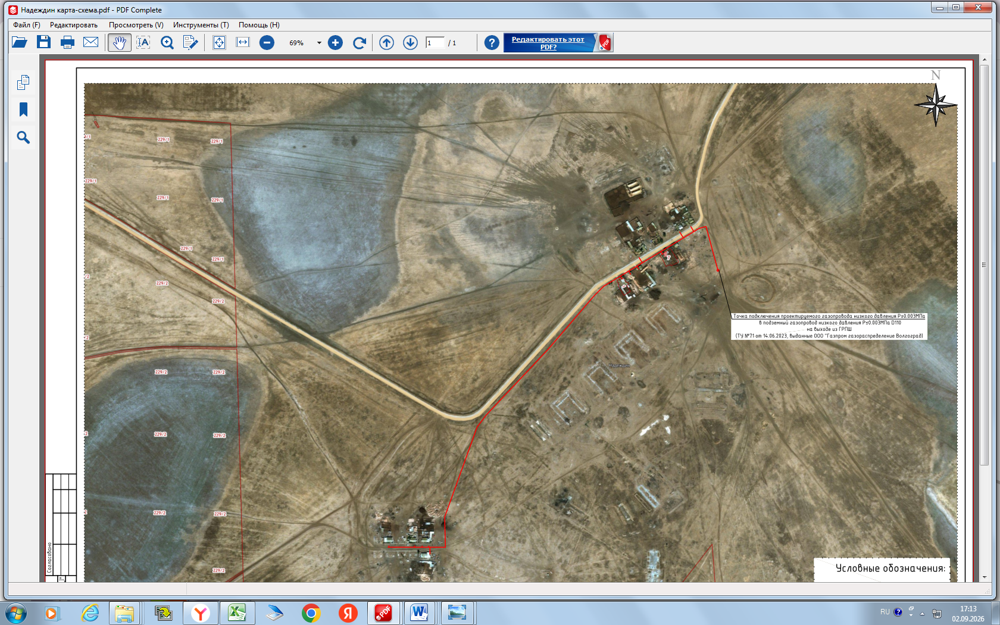 Надеждин карта-схема.pdf - PDF Complete
Файл (F) Редактировать Просмотреть (V) Инструменты (T) Помощь (H)
69%
1 / 1
Редактировать этот
PDF?
PDF
N
229/1 229/1
229/1
229/1 229/1
229/1
229/1
229/2
229/2
7
Точка подключения проектируемого газопровода низкого давления P≤0.003МПа
в подземный газопровод низкого давления P≤0.003МПа D110
на выходе из ГРПШ
(ТУ №71 от 14.06.2023, выданные ООО "Газпром газораспределение Волгоград)
Надеждин
229/2 229/2
229/2 229/2
229/2 229/2
229/2
Согласовано
Условные обозначения:
RU
17:13
02.09.2026